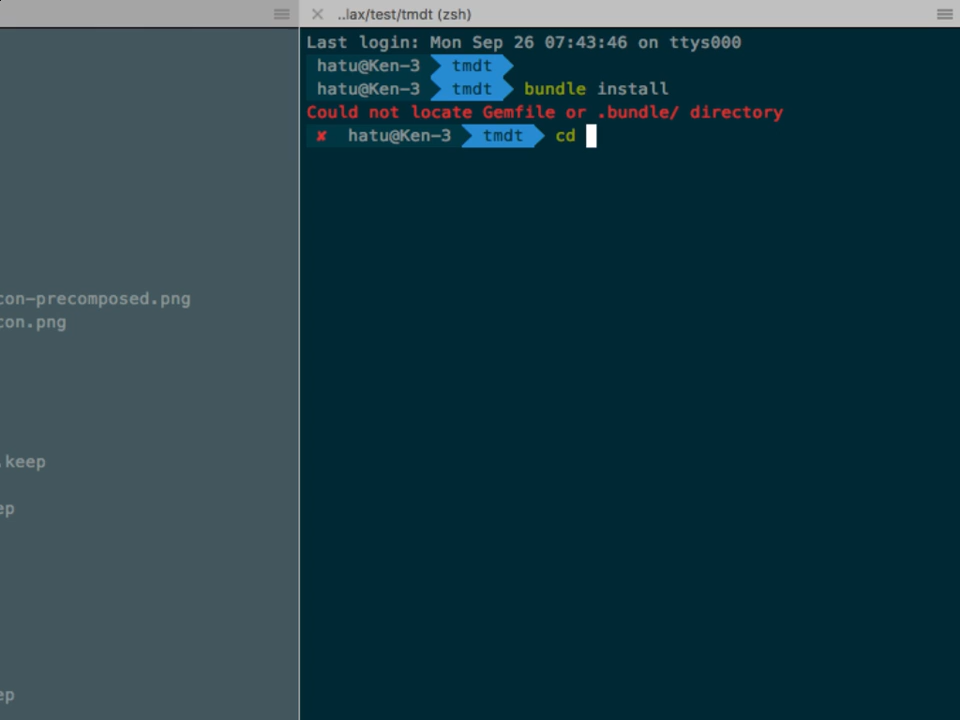 ..lax/test/tmdt (zsh)
Last login: Mon Sep 26 07:43:46 on ttys000
hatu@Ken-3 tmdt
hatu@Ken-3 tmdt bundle install
Could not locate Gemfile or .bundle/ directory
✘ hatu@Ken-3 tmdt cd
con-precomposed.png
con.png
.keep
ep
ep